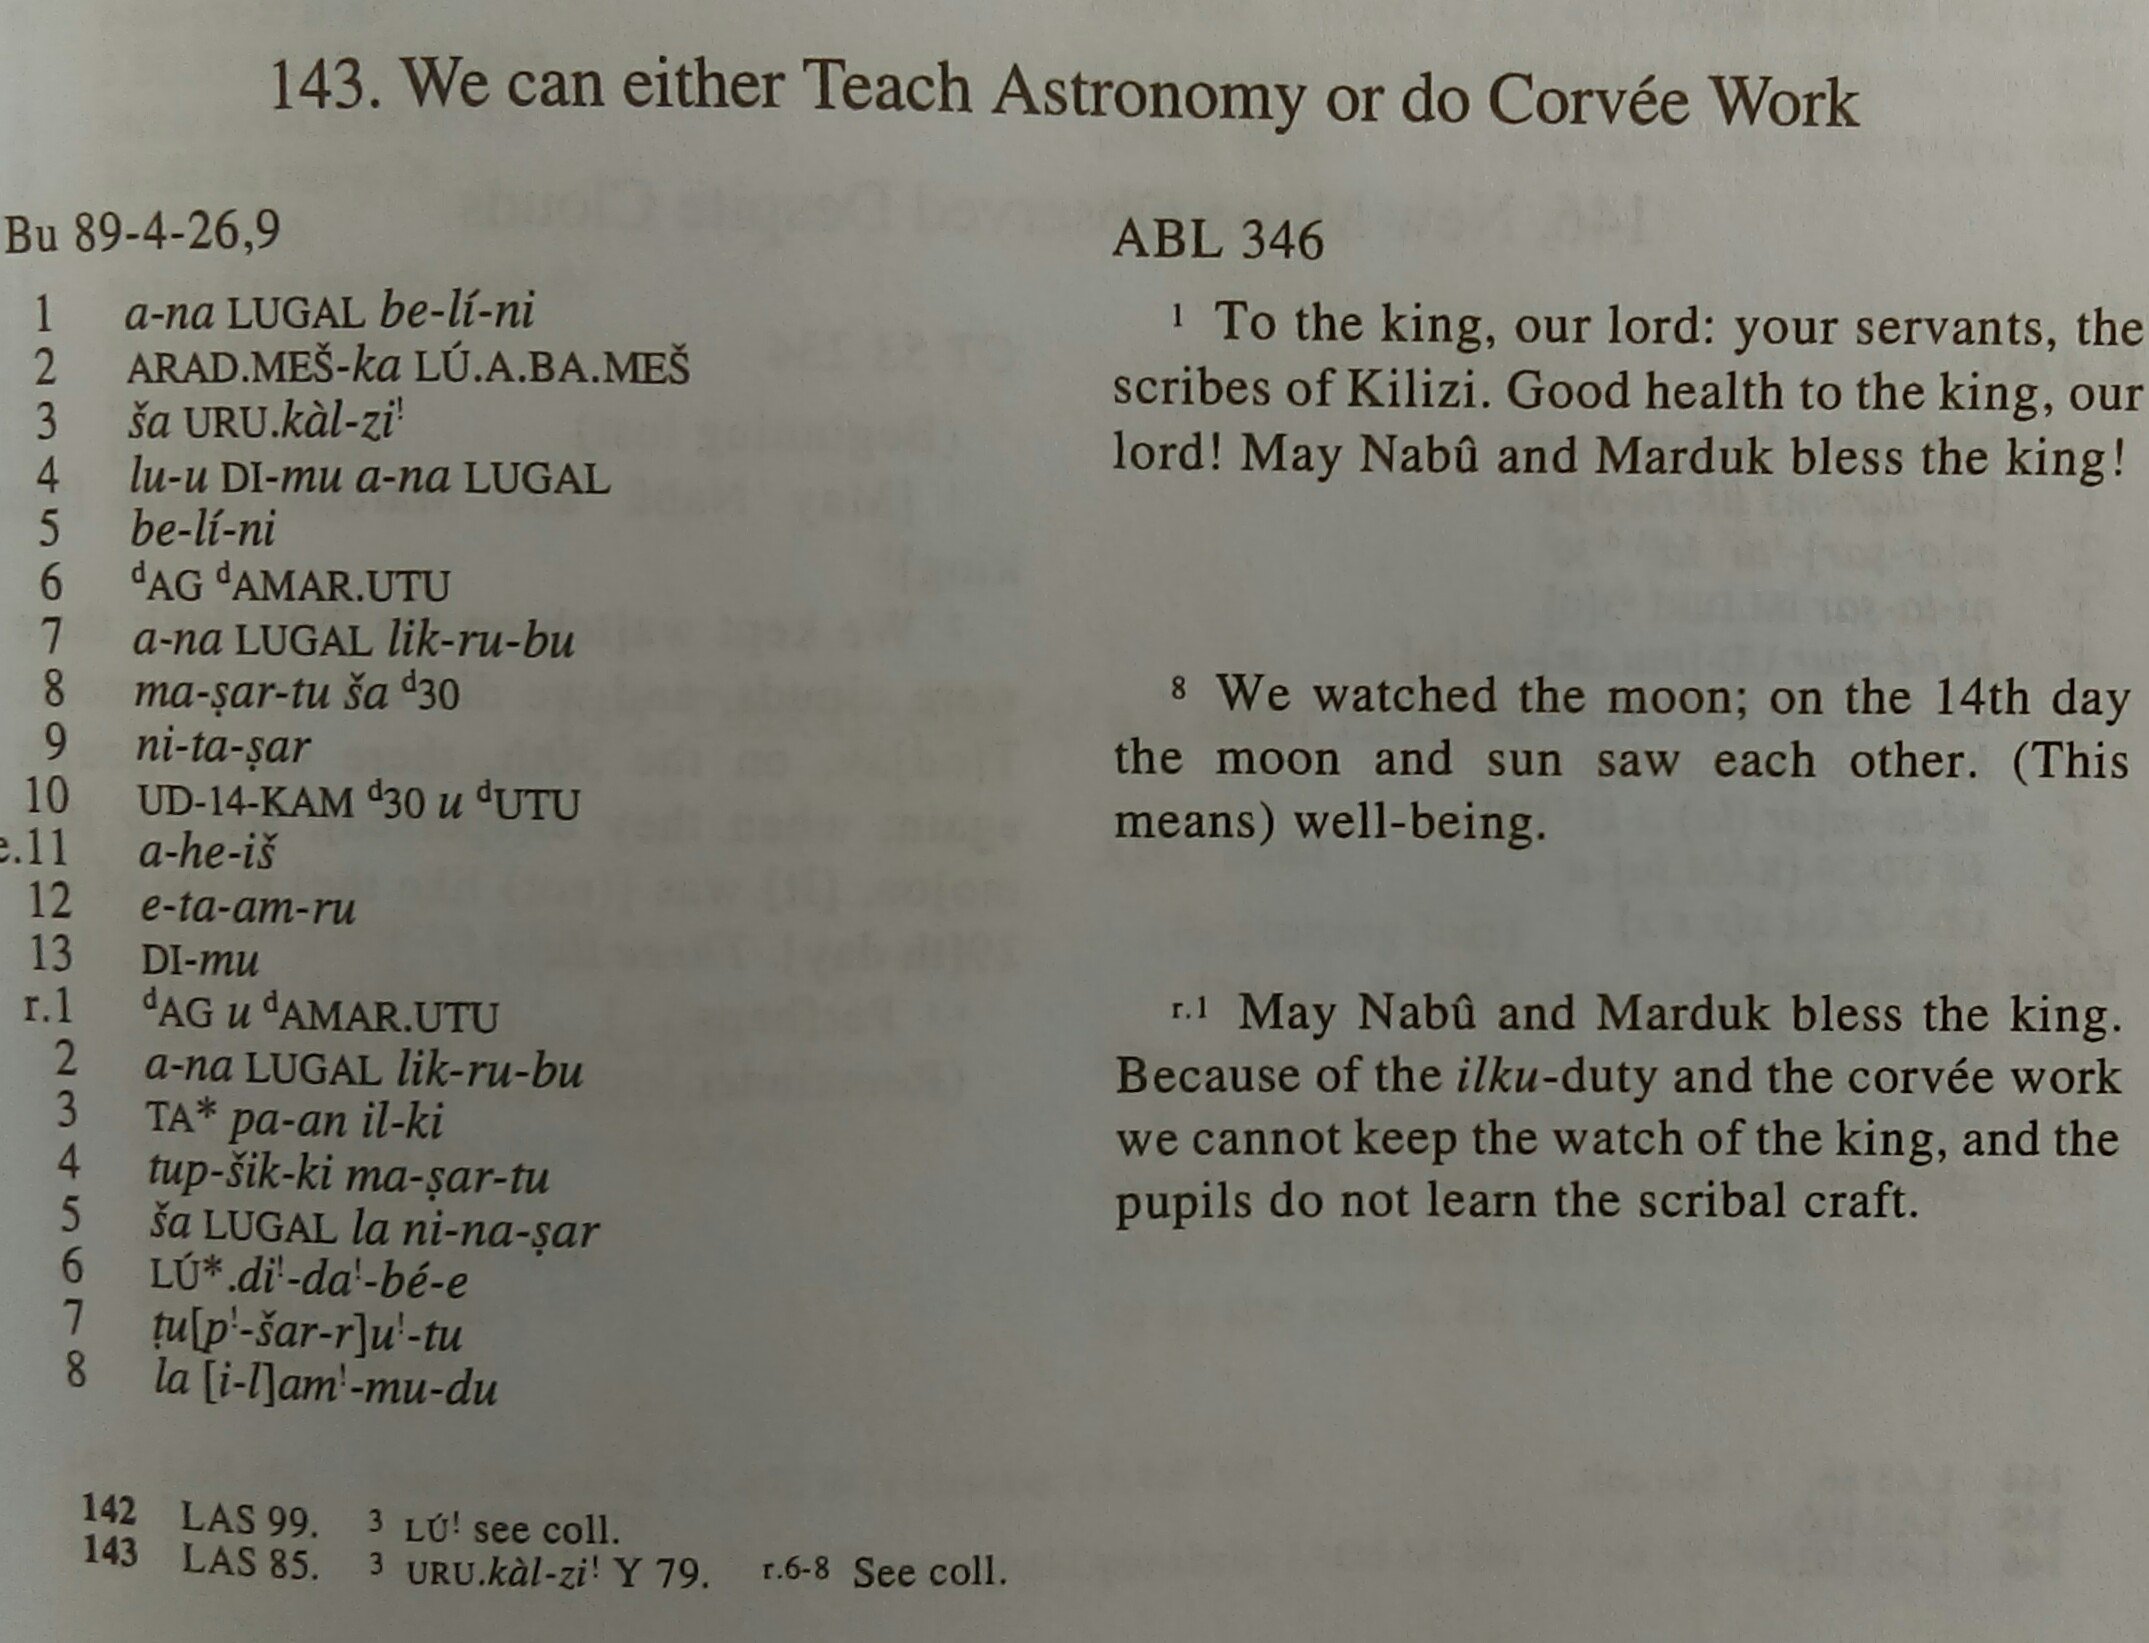 143. We can either Teach Astronomy or do Corvée Work
Bu 89-4-26,9
1 a-na LUGAL be-lí-ni
2 ARAD.MEŠ-ka LÚ.A.BA.MEŠ
3 ša URU.kàl-zi!
4 lu-u DI-mu a-na LUGAL
5 be-lí-ni
6 dAG dAMAR.UTU
7 a-na LUGAL lik-ru-bu
8 ma-ṣar-tu ša d30
9 ni-ta-ṣar
10 UD-14-KAM d30 u dUTU
e.11 a-he-iš
12 e-ta-am-ru
13 DI-mu
r.1 dAG u dAMAR.UTU
2 a-na LUGAL lik-ru-bu
3 TA* pa-an il-ki
4 tup-šik-ki ma-ṣar-tu
5 ša LUGAL la ni-na-ṣar
6 LÚ*.di!-da!-bé-e
7 ṭu[p!-šar-r]u!-tu
8 la [i-l]am!-mu-du
ABL 346
1 To the king, our lord: your servants, the
scribes of Kilizi. Good health to the king, our
lord! May Nabû and Marduk bless the king!
8 We watched the moon; on the 14th day
the moon and sun saw each other. (This
means) well-being.
r.1 May Nabû and Marduk bless the king.
Because of the ilku-duty and the corvée work
we cannot keep the watch of the king, and the
pupils do not learn the scribal craft.
142 LAS 99. 3 LÚ! see coll.
143 LAS 85. 3 URU.kàl-zi! Y 79. r.6-8 See coll.